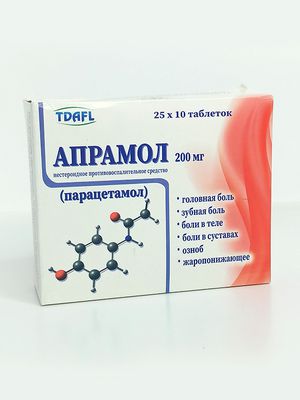 TDAFL
25 x 10 таблеток
АПРАМОЛ 200 мг
нестероидное противовоспалительное средство
(парацетамол)
• головная боль
• зубная боль
• боли в теле
• боли в суставах
• озноб
• жаропонижающее